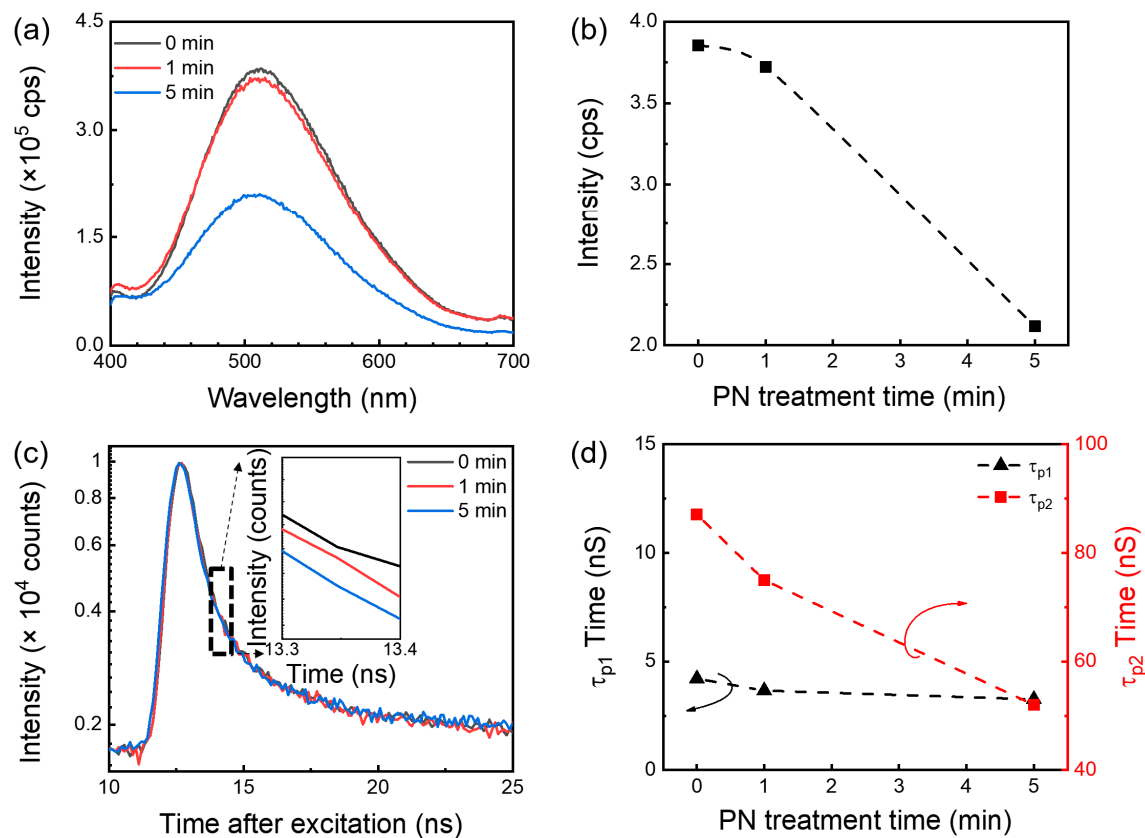 (a)
4.5
3.0
1.5
0.0
400
500
600
700
Intensity (×10⁵ cps)
Wavelength (nm)
0 min
1 min
5 min
(b)
4.0
3.5
3.0
2.5
2.0
0
1
2
3
4
5
Intensity (cps)
PN treatment time (min)
(c)
1
0.8
0.6
0.4
0.2
10
15
20
25
Intensity (× 10⁴ counts)
Time after excitation (ns)
Intensity (counts)
13.3
13.4
Time (ns)
0 min
1 min
5 min
(d)
15
10
5
0
0
1
2
3
4
5
100
80
60
40
τp1 Time (nS)
τp2 Time (nS)
PN treatment time (min)
τp1
τp2